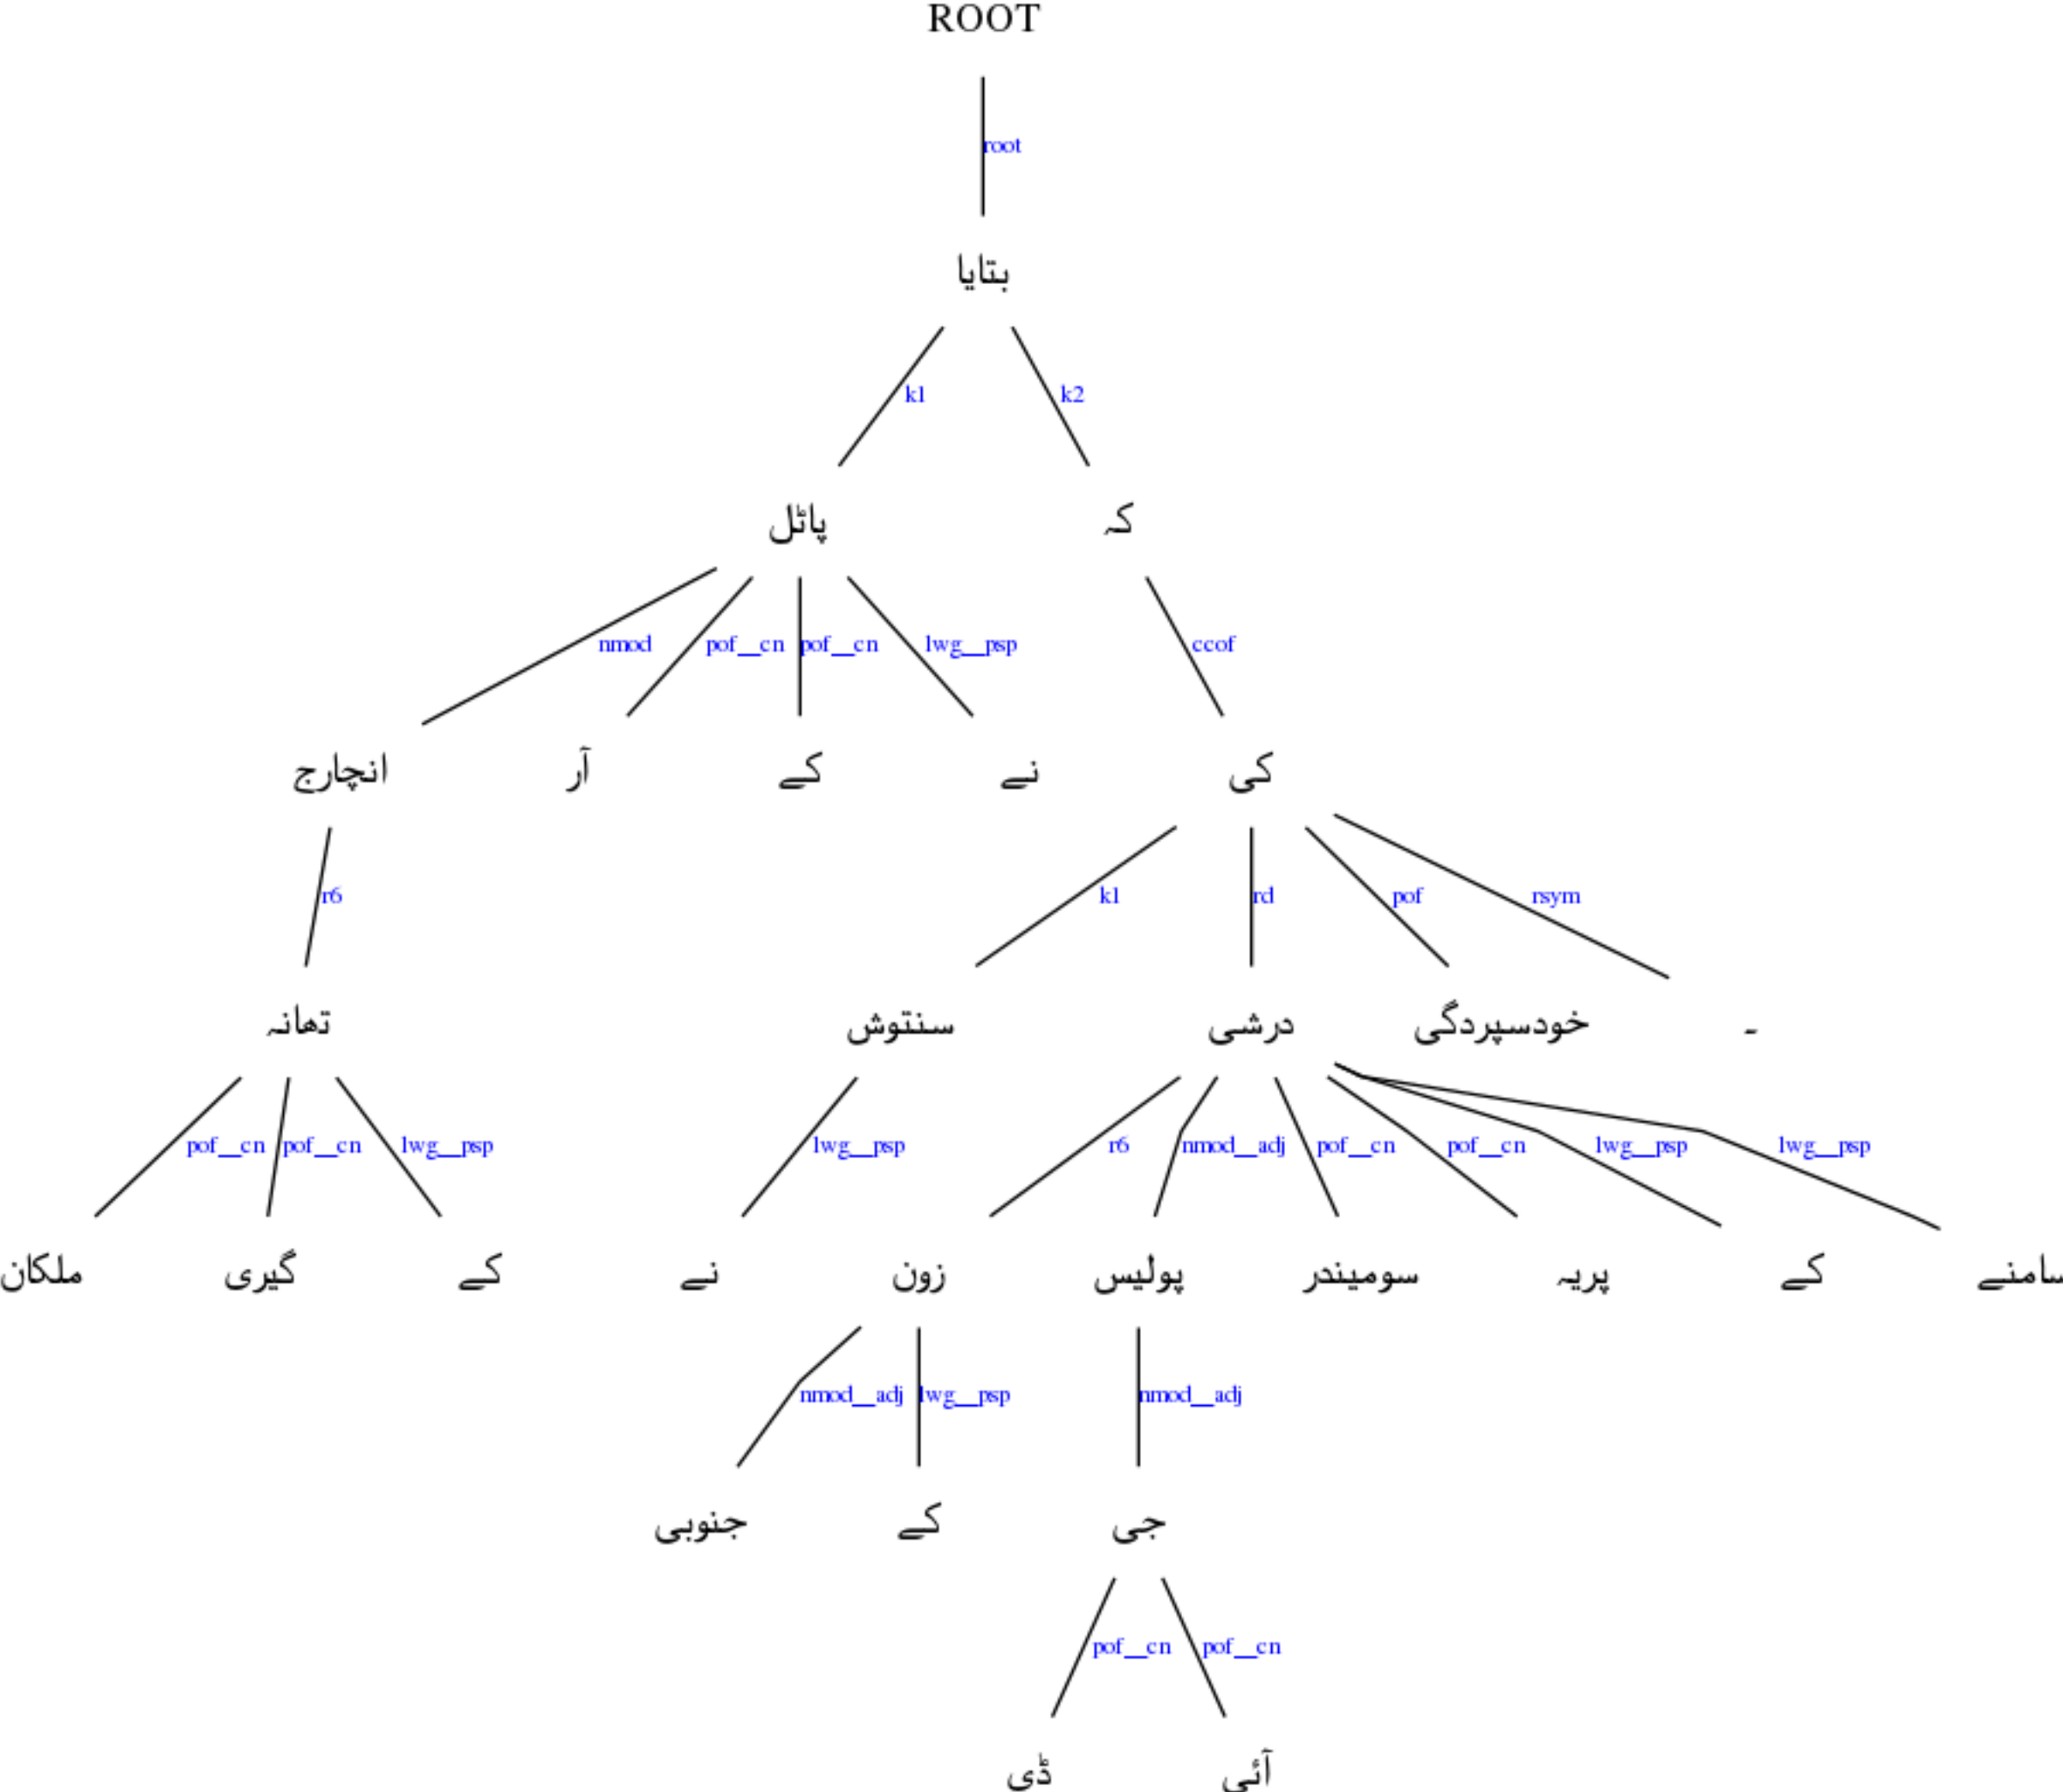 ROOT
root
بتایا
k1 k2
پاٹل کہ
nmod pof__cn pof__cn lwg__psp ccof
انچارج آر کے نے کی
r6 k1 rd pof rsym
تھانہ سنتوش درشی خودسپردگی ۔
pof__cn pof__cn lwg__psp lwg__psp r6 nmod__adj pof__cn pof__cn lwg__psp lwg__psp
ملکان گیری کے نے زون پولیس سومیندر پریہ کے سامنے
nmod__adj lwg__psp nmod__adj
جنوبی کے جی
pof__cn pof__cn
ڈی آئی